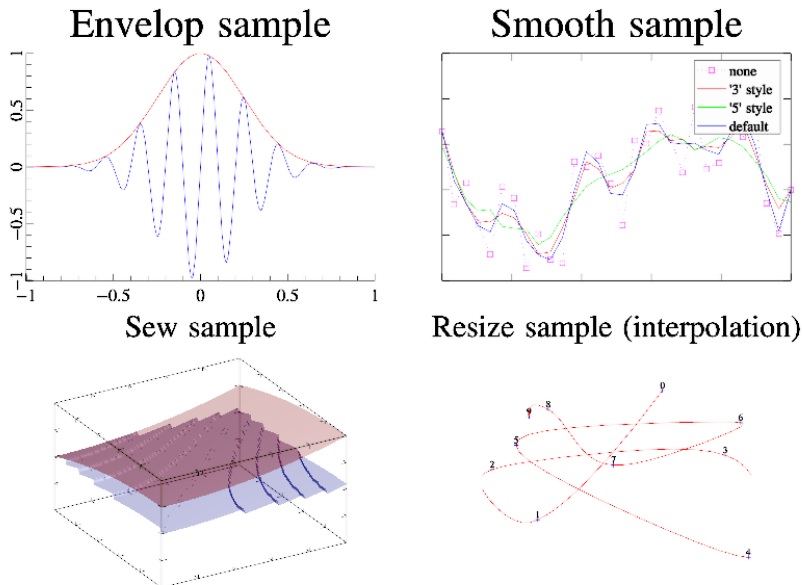 Envelop sample
Smooth sample
1
0.5
0
−0.5
−1
−1
−0.5
0
0.5
1
none
'3' style
'5' style
default
Sew sample
Resize sample (interpolation)
0
9
8
6
5
7
3
2
1
4